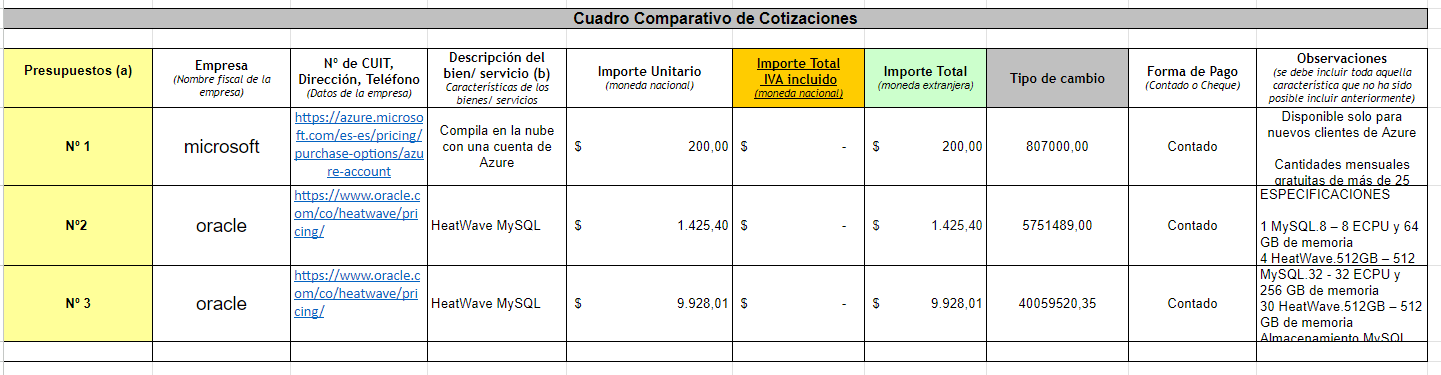 Cuadro Comparativo de Cotizaciones
Presupuestos (a)
Empresa
(Nombre fiscal de la
empresa)
Nº de CUIT,
Dirección, Teléfono
(Datos de la empresa)
Descripción del
bien/ servicio (b)
Características de los
bienes/ servicios
Importe Unitario
(moneda nacional)
Importe Total
IVA incluido
(moneda nacional)
Importe Total
(moneda extranjera)
Tipo de cambio
Forma de Pago
(Contado o Cheque)
Observaciones
(se debe incluir toda aquella
característica que no ha sido
posible incluir anteriormente)
Nº 1
microsoft
https://azure.microso
ft.com/es-es/pricing/
purchase-options/azu
re-account
Compila en la nube
con una cuenta de
Azure
$ 200,00
$ -
$ 200,00
807000,00
Contado
Disponible solo para
nuevos clientes de Azure
Cantidades mensuales
gratuitas de más de 25
Nº2
oracle
https://www.oracle.c
om/co/heatwave/pri
cing/
HeatWave MySQL
$ 1.425,40
$ -
$ 1.425,40
5751489,00
Contado
ESPECIFICACIONES
1 MySQL.8 – 8 ECPU y 64
GB de memoria
4 HeatWave.512GB – 512
Nº 3
oracle
https://www.oracle.c
om/co/heatwave/pri
cing/
HeatWave MySQL
$ 9.928,01
$ -
$ 9.928,01
40059520,35
Contado
MySQL.32 - 32 ECPU y
256 GB de memoria
30 HeatWave.512GB – 512
GB de memoria
Almacenamiento MySQL